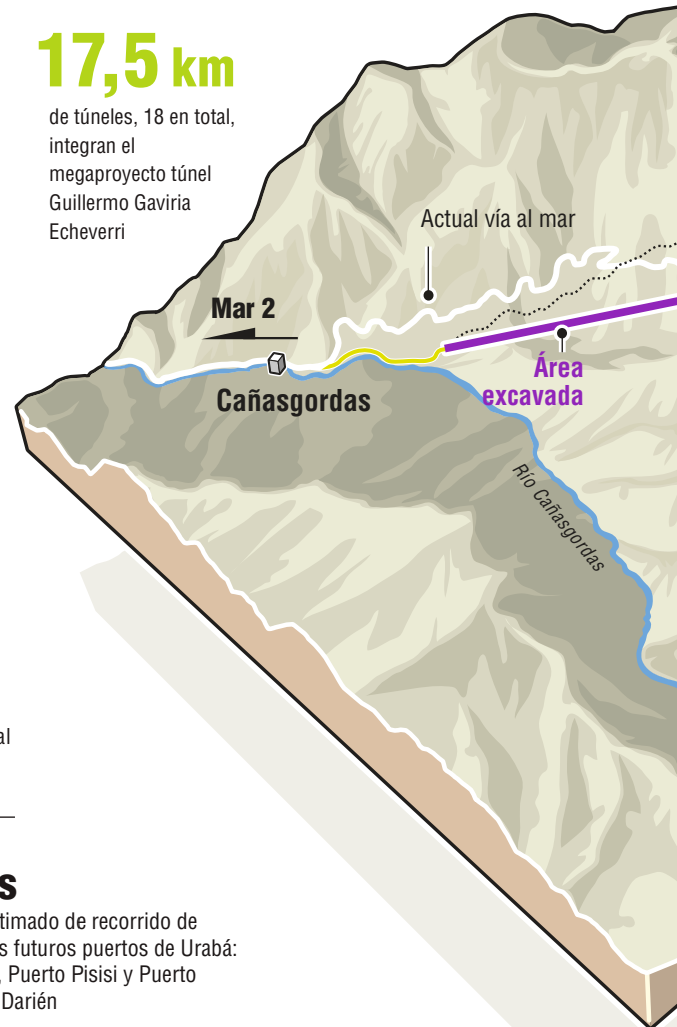 17,5 km
de túneles, 18 en total,
integran el
megaproyecto túnel
Guillermo Gaviria
Echeverri
Actual vía al mar
Mar 2
Cañasgordas
Área
excavada
Río Cañasgordas
al
s
timado de recorrido de
s futuros puertos de Urabá:
, Puerto Pisisi y Puerto
Darién